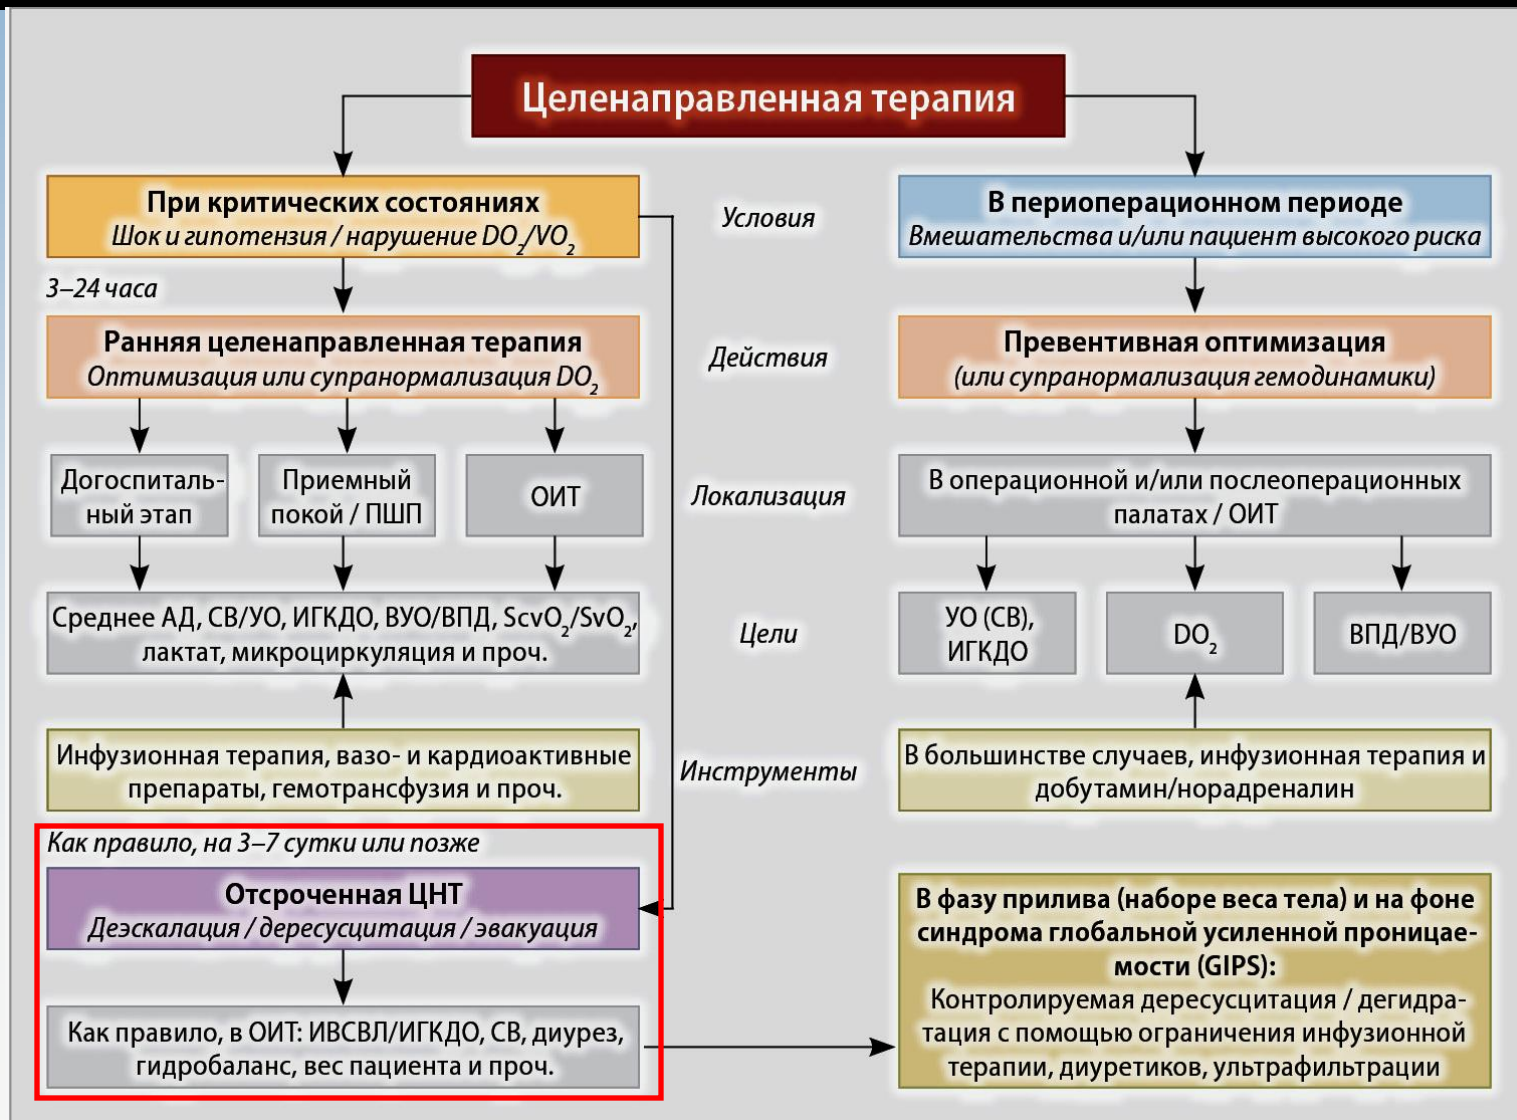 Целенаправленная терапия
При критических состояниях
Шок и гипотензия / нарушение DO₂/VO₂
Условия
В периоперационном периоде
Вмешательства и/или пациент высокого риска
3–24 часа
Ранняя целенаправленная терапия
Оптимизация или супранормализация DO₂
Действия
Превентивная оптимизация
(или супранормализация гемодинамики)
Догоспиталь-
ный этап
Приемный
покой / ПШП
ОИТ
Локализация
В операционной и/или послеоперационных
палатах / ОИТ
Среднее АД, СВ/УО, ИГКДО, ВУО/ВПД, ScvO₂/SvO₂,
лактат, микроциркуляция и проч.
Цели
УО (СВ),
ИГКДО
DO₂
ВПД/ВУО
Инфузионная терапия, вазо- и кардиоактивные
препараты, гемотрансфузия и проч.
Инструменты
В большинстве случаев, инфузионная терапия и
добутамин/норадреналин
Как правило, на 3–7 сутки или позже
Отсроченная ЦНТ
Деэскалация / дересусцитация / эвакуация
Как правило, в ОИТ: ИВСВЛ/ИГКДО, СВ, диурез,
гидробаланс, вес пациента и проч.
В фазу прилива (наборе веса тела) и на фоне
синдрома глобальной усиленной проницае-
мости (GIPS):
Контролируемая дересусцитация / дегидра-
тация с помощью ограничения инфузионной
терапии, диуретиков, ультрафильтрации